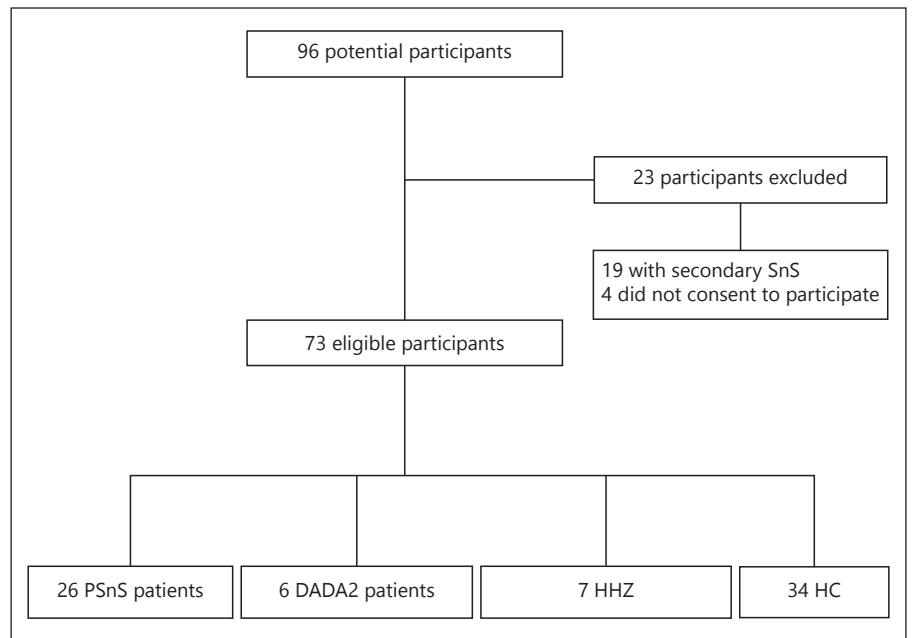 96 potential participants
23 participants excluded
19 with secondary SnS
4 did not consent to participate
73 eligible participants
26 PSnS patients
6 DADA2 patients
7 HHZ
34 HC